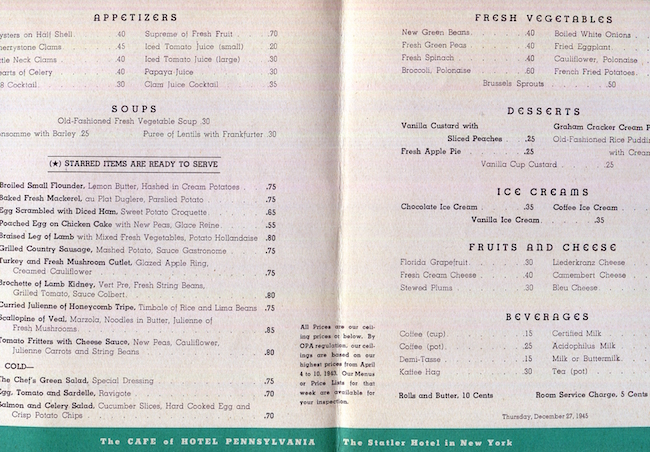 APPETIZERS
ysters on Half Shell .40 Supreme of Fresh Fruit .70
herrystone Clams .45 Iced Tomato Juice (small) .20
ttle Neck Clams .40 Iced Tomato Juice (large) .30
earts of Celery .40 Papaya Juice .30
8 Cocktail .30 Clam Juice Cocktail .35
SOUPS
Old-Fashioned Fresh Vegetable Soup .30
onsomme with Barley .25 Puree of Lentils with Frankfurter .30
(★) STARRED ITEMS ARE READY TO SERVE
Broiled Small Flounder, Lemon Butter, Hashed in Cream Potatoes .75
Baked Fresh Mackerel, au Plat Duglere, Parslied Potato .75
Egg Scrambled with Diced Ham, Sweet Potato Croquette .65
Poached Egg on Chicken Cake with New Peas, Glace Reine .55
Braised Leg of Lamb with Mixed Fresh Vegetables, Potato Hollandaise .80
Grilled Country Sausage, Mashed Potato, Sauce Gastronome .75
Turkey and Fresh Mushroom Cutlet, Glazed Apple Ring,
Creamed Cauliflower .75
Brochette of Lamb Kidney, Vert Pre, Fresh String Beans,
Grilled Tomato, Sauce Colbert .80
Curried Julienne of Honeycomb Tripe, Timbale of Rice and Lima Beans .75
Scallopine of Veal, Marzola, Noodles in Butter, Julienne of
Fresh Mushrooms .85
Tomato Fritters with Cheese Sauce, New Peas, Cauliflower,
Julienne Carrots and String Beans .80
COLD—
The Chef's Green Salad, Special Dressing .75
Egg, Tomato and Sardelle, Ravigote .70
Salmon and Celery Salad, Cucumber Slices, Hard Cooked Egg and
Crisp Potato Chips .70
All Prices are our ceil-
ing prices or below. By
OPA regulation, our ceil-
ings are based on our
highest prices from April
4 to 10, 1943. Our Menus
or Price Lists for that
week are available for
your inspection.
FRESH VEGETABLES
New Green Beans .40 Boiled White Onions
Fresh Green Peas .40 Fried Eggplant
Fresh Spinach .40 Cauliflower, Polonaise
Broccoli, Polonaise .60 French Fried Potatoes
Brussels Sprouts .50
DESSERTS
Vanilla Custard with Graham Cracker Cream P
Sliced Peaches .25 Old-Fashioned Rice Puddi
Fresh Apple Pie .25 with Cream
Vanilla Cup Custard .25
ICE CREAMS
Chocolate Ice Cream .35 Coffee Ice Cream
Vanilla Ice Cream .35
FRUITS AND CHEESE
Florida Grapefruit .30 Liederkranz Cheese
Fresh Cream Cheese .40 Camembert Cheese
Stewed Plums .30 Bleu Cheese
BEVERAGES
Coffee (cup) .15 Certified Milk
Coffee (pot) .25 Acidophilus Milk
Demi-Tasse .15 Milk or Buttermilk
Kaffee Hag .30 Tea (pot)
Rolls and Butter, 10 Cents Room Service Charge, 5 Cents
Thursday, December 27, 1945
The CAFE of HOTEL PENNSYLVANIA The Statler Hotel in New York